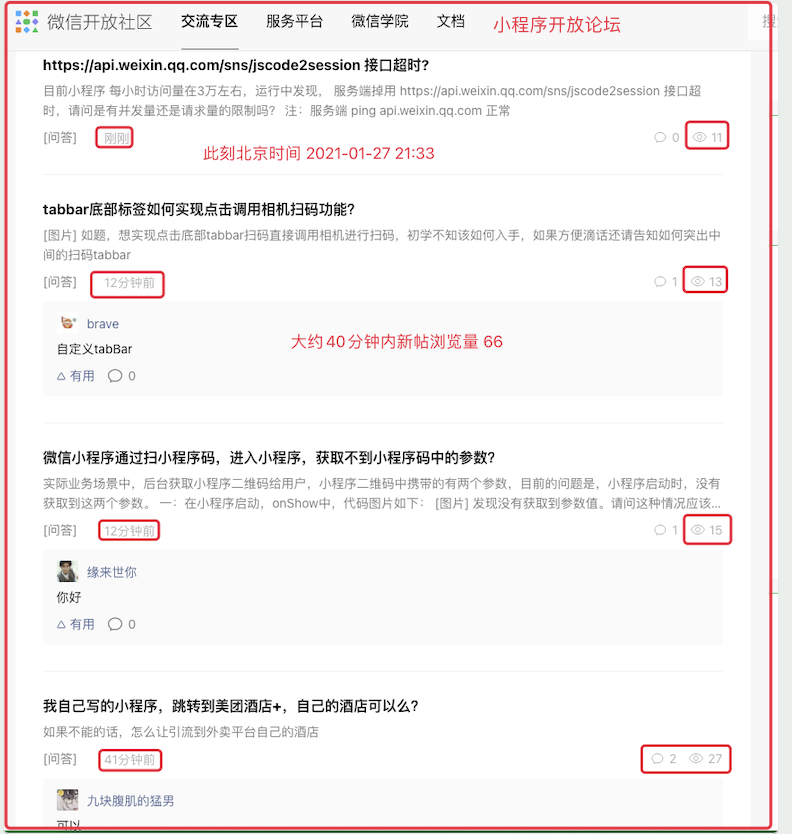 微信开放社区 交流专区 服务平台 微信学院 文档 小程序开放论坛 搜
https://api.weixin.qq.com/sns/jscode2session 接口超时?
目前小程序 每小时访问量在3万左右，运行中发现， 服务端掉用 https://api.weixin.qq.com/sns/jscode2session 接口超
时，请问是有并发量还是请求量的限制吗？ 注：服务端 ping api.weixin.qq.com 正常
[问答] 刚刚 0 11
此刻北京时间 2021-01-27 21:33
tabbar底部标签如何实现点击调用相机扫码功能?
[图片] 如题，想实现点击底部tabbar扫码直接调用相机进行扫码，初学不知该如何入手，如果方便滴话还请告知如何突出中
间的扫码tabbar
[问答] 12分钟前 1 13
brave
大约40分钟内新帖浏览量 66
自定义tabBar
有用 0
微信小程序通过扫小程序码，进入小程序，获取不到小程序码中的参数?
实际业务场景中，后台获取小程序二维码给用户，小程序二维码中携带的有两个参数，目前的问题是，小程序启动时，没有
获取到这两个参数。 一：在小程序启动，onShow中，代码图片如下： [图片] 发现没有获取到参数值。请问这种情况应该...
[问答] 12分钟前 1 15
缘来世你
你好
有用 0
我自己写的小程序，跳转到美团酒店+，自己的酒店可以么?
如果不能的话，怎么让引流到外卖平台自己的酒店
[问答] 41分钟前 2 27
九块腹肌的猛男
可以